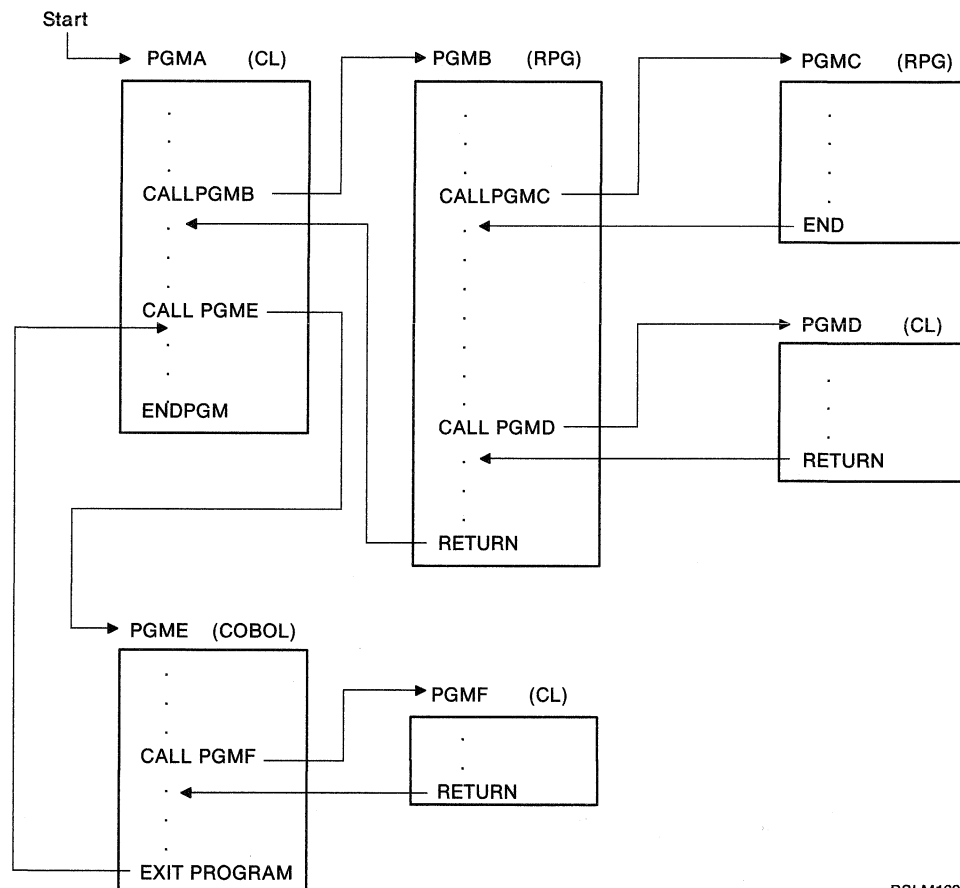 Start
PGMA (CL)
CALLPGMB
CALL PGME
ENDPGM
PGMB (RPG)
CALLPGMC
CALL PGMD
RETURN
PGMC (RPG)
END
PGMD (CL)
RETURN
PGME (COBOL)
CALL PGMF
EXIT PROGRAM
PGMF (CL)
RETURN